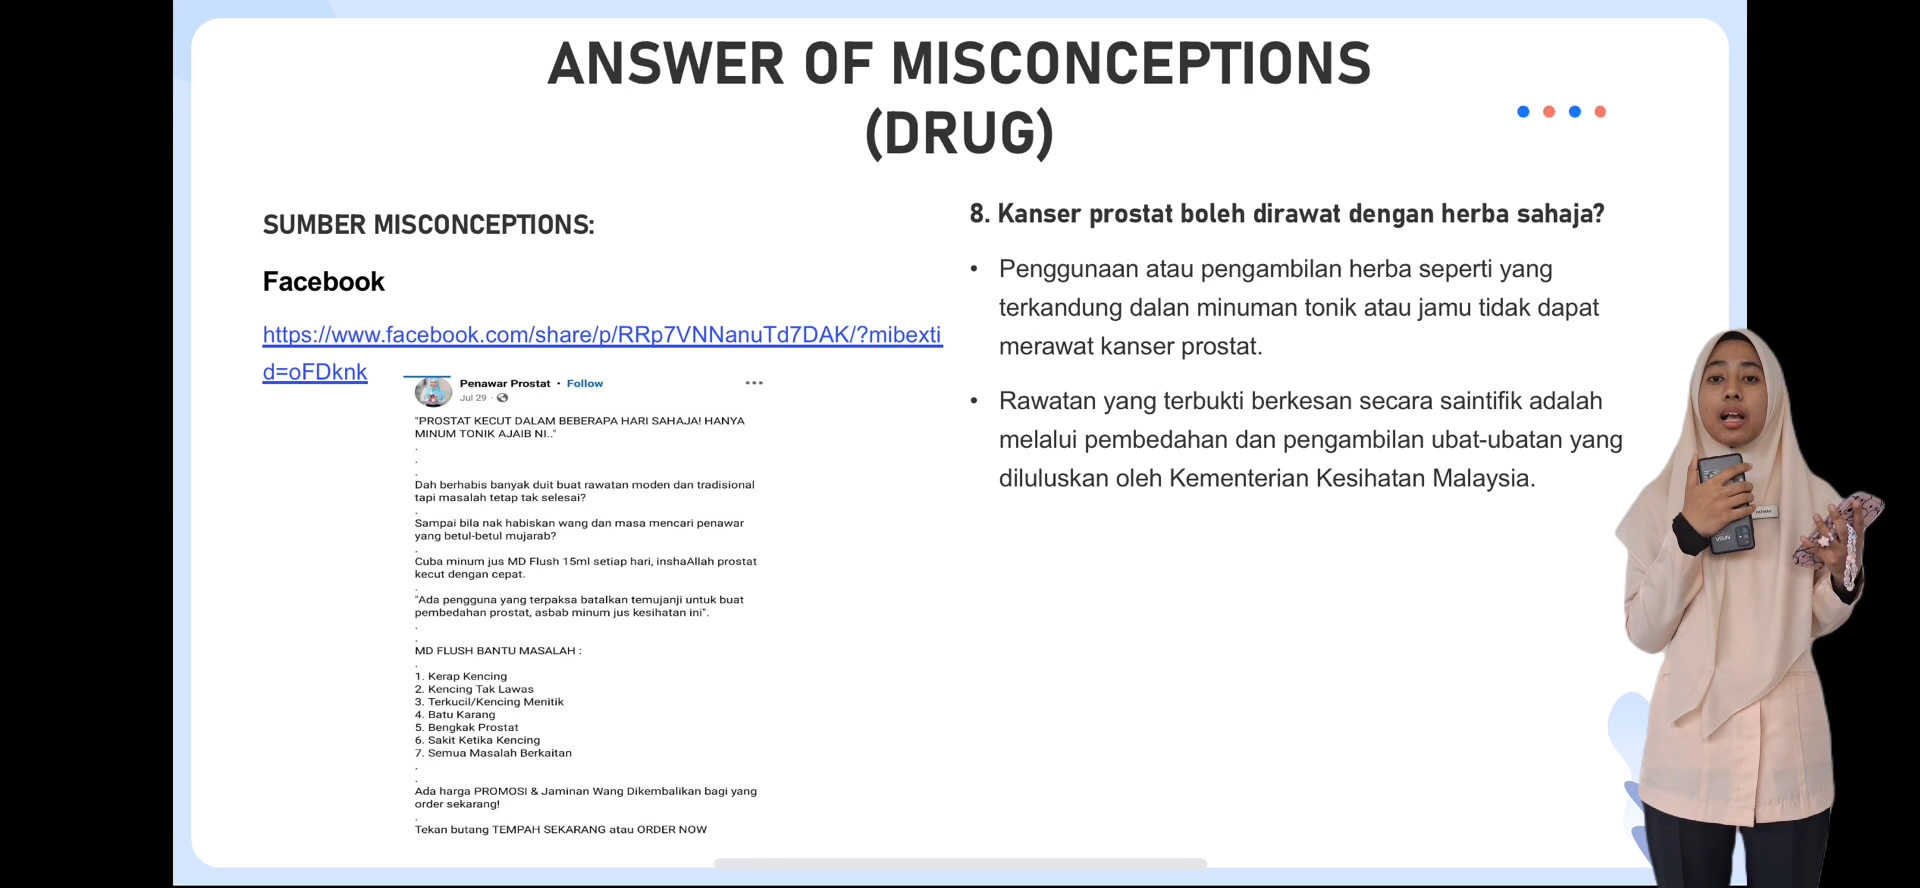 ANSWER OF MISCONCEPTIONS
(DRUG)
SUMBER MISCONCEPTIONS:
Facebook
https://www.facebook.com/share/p/RRp7VNNanuTd7DAK/?mibexti
d=oFDknk
Penawar Prostat · Follow
Jul 29 ·
"PROSTAT KECUT DALAM BEBERAPA HARI SAHAJA! HANYA
MINUM TONIK AJAIB NI.."
.
.
.
Dah berhabis banyak duit buat rawatan moden dan tradisional
tapi masalah tetap tak selesai?
.
Sampai bila nak habiskan wang dan masa mencari penawar
yang betul-betul mujarab?
.
Cuba minum jus MD Flush 15ml setiap hari, inshaAllah prostat
kecut dengan cepat.
.
"Ada pengguna yang terpaksa batalkan temujanji untuk buat
pembedahan prostat, asbab minum jus kesihatan ini".
.
.
MD FLUSH BANTU MASALAH :
.
1. Kerap Kencing
2. Kencing Tak Lawas
3. Terkucil/Kencing Menitik
4. Batu Karang
5. Bengkak Prostat
6. Sakit Ketika Kencing
7. Semua Masalah Berkaitan
.
.
Ada harga PROMOSI & Jaminan Wang Dikembalikan bagi yang
order sekarang!
.
Tekan butang TEMPAH SEKARANG atau ORDER NOW
8. Kanser prostat boleh dirawat dengan herba sahaja?
• Penggunaan atau pengambilan herba seperti yang
terkandung dalan minuman tonik atau jamu tidak dapat
merawat kanser prostat.
• Rawatan yang terbukti berkesan secara saintifik adalah
melalui pembedahan dan pengambilan ubat-ubatan yang
diluluskan oleh Kementerian Kesihatan Malaysia.